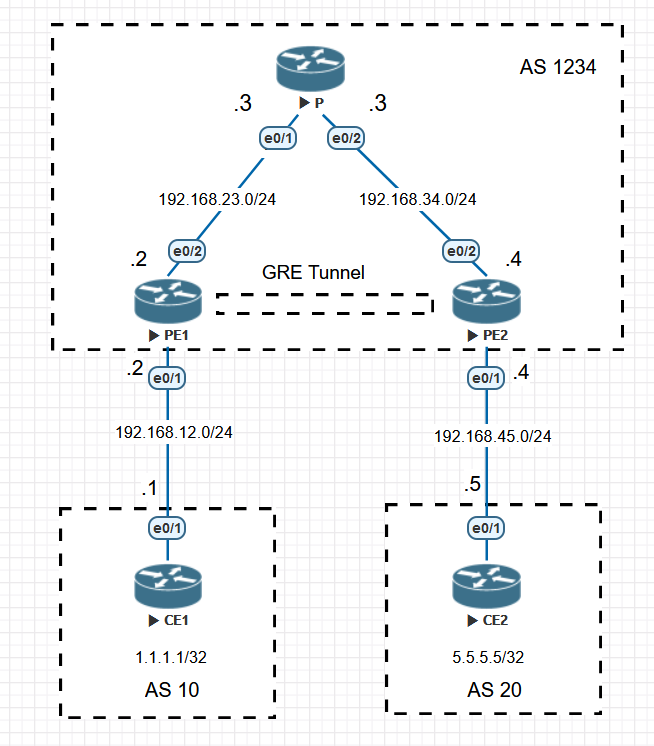 AS 1234
P
.3
.3
e0/1
e0/2
192.168.23.0/24
192.168.34.0/24
e0/2
e0/2
.2
.4
GRE Tunnel
PE1
PE2
.2
e0/1
e0/1
.4
192.168.12.0/24
192.168.45.0/24
.1
.5
e0/1
e0/1
CE1
CE2
1.1.1.1/32
5.5.5.5/32
AS 10
AS 20